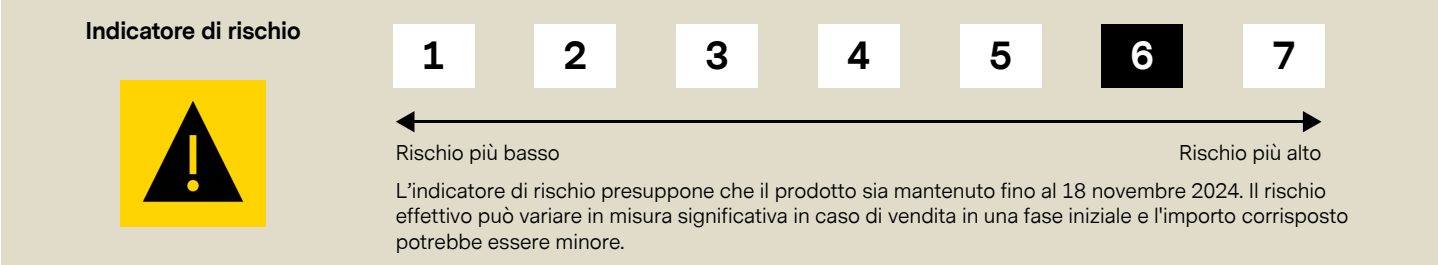 Indicatore di rischio
1 2 3 4 5 6 7
Rischio più basso Rischio più alto
L’indicatore di rischio presuppone che il prodotto sia mantenuto fino al 18 novembre 2024. Il rischio
effettivo può variare in misura significativa in caso di vendita in una fase iniziale e l'importo corrisposto
potrebbe essere minore.